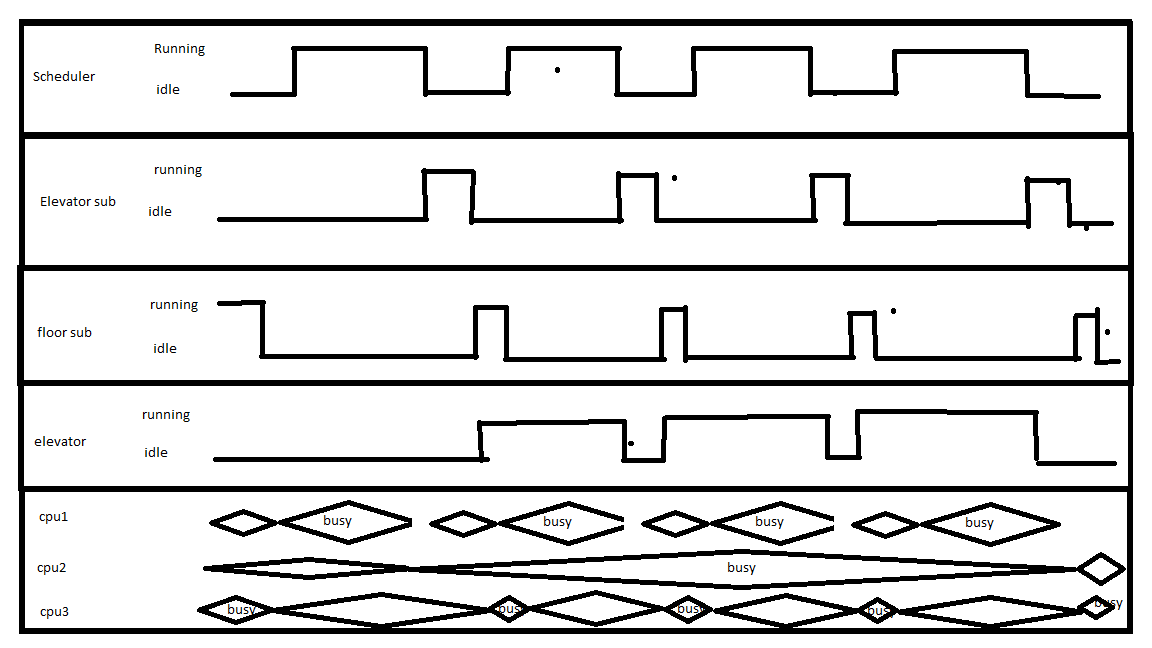 Running
Scheduler
idle
running
Elevator sub
idle
running
floor sub
idle
running
elevator
idle
cpu1
busy
busy
busy
busy
cpu2
busy
cpu3
busy
busy
busy
busy
busy